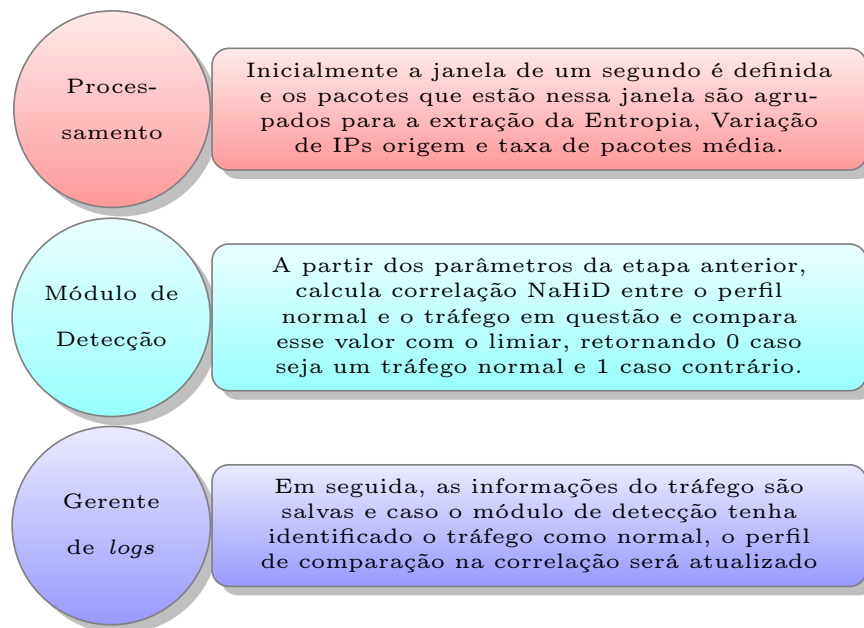 Proces-
samento
Inicialmente a janela de um segundo é definida
e os pacotes que estão nessa janela são agru-
pados para a extração da Entropia, Variação
de IPs origem e taxa de pacotes média.
Módulo de
Detecção
A partir dos parâmetros da etapa anterior,
calcula correlação NaHiD entre o perfil
normal e o tráfego em questão e compara
esse valor com o limiar, retornando 0 caso
seja um tráfego normal e 1 caso contrário.
Gerente
de logs
Em seguida, as informações do tráfego são
salvas e caso o módulo de detecção tenha
identificado o tráfego como normal, o perfil
de comparação na correlação será atualizado